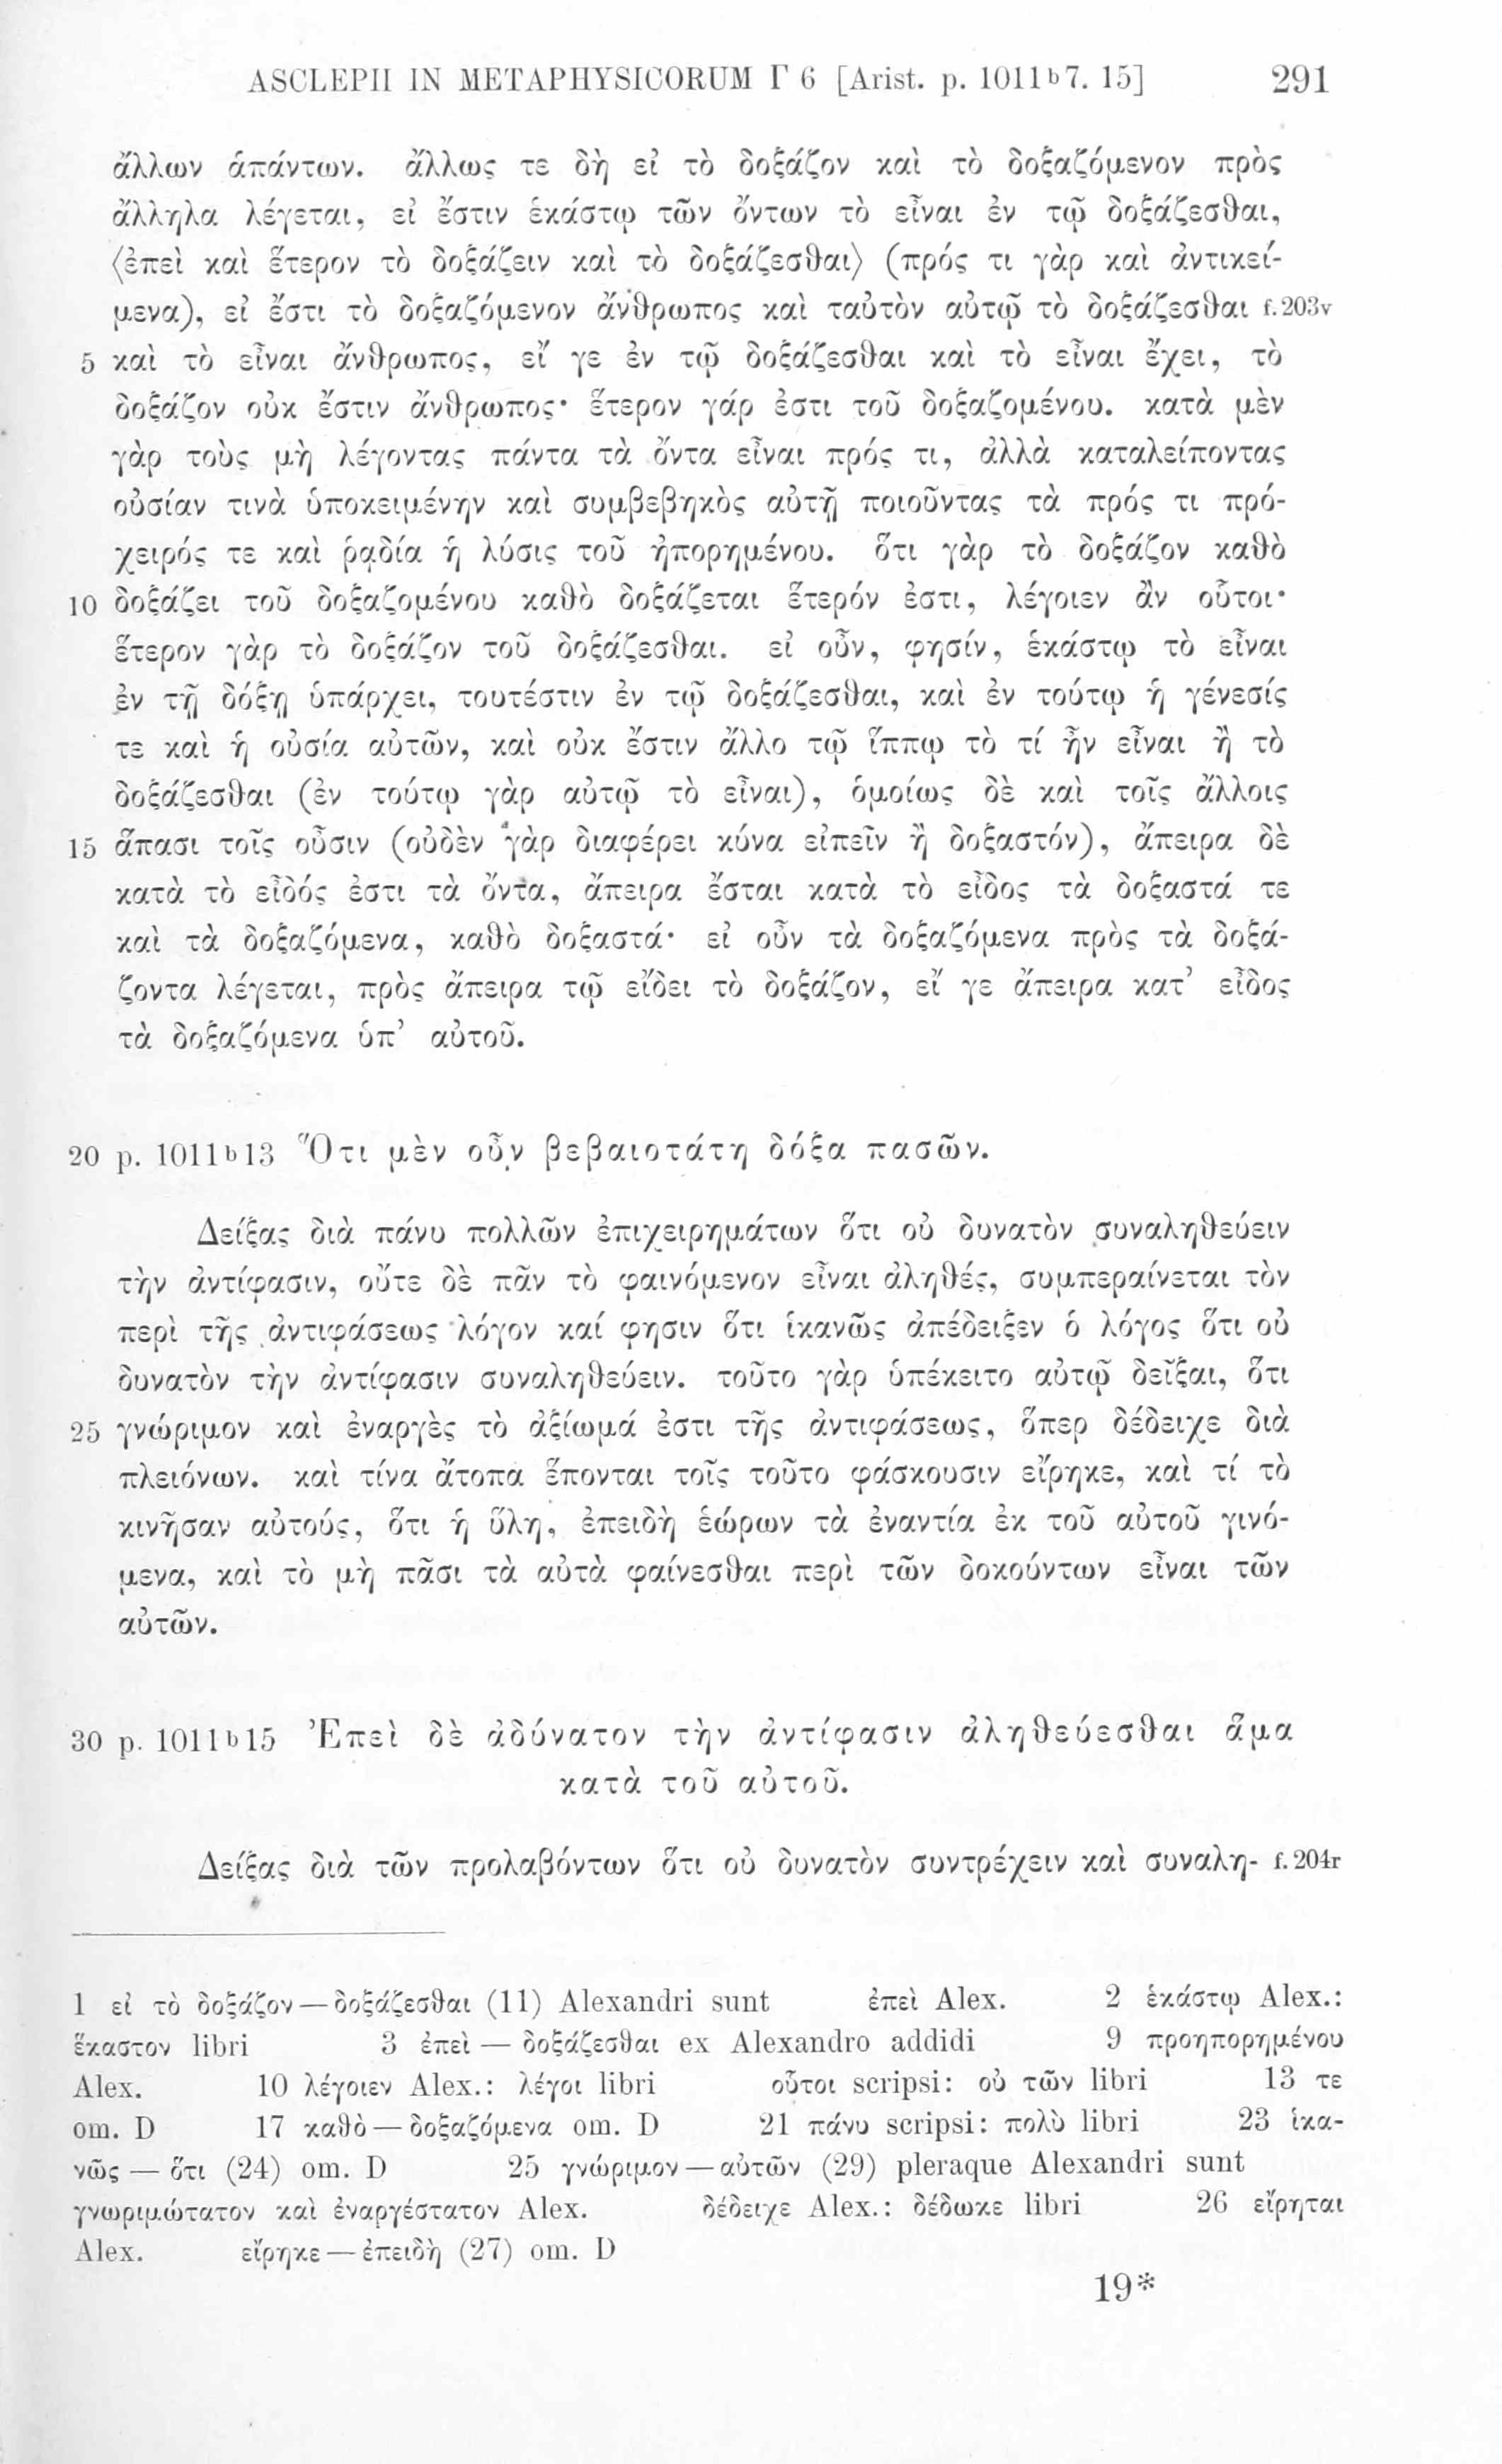 ASCLEPII IN METAPHYSICORUM Γ 6 [Arist. p. 1011ᵇ7. 15] 291
ἄλλων ἁπάντων. ἄλλως τε δὴ εἰ τὸ δοξάζον καὶ τὸ δοξαζόμενον πρὸς
ἄλληλα λέγεται, εἰ ἔστιν ἑκάστῳ τῶν ὄντων τὸ εἶναι ἐν τῷ δοξάζεσθαι,
⟨ἐπεὶ καὶ ἕτερον τὸ δοξάζειν καὶ τὸ δοξάζεσθαι⟩ (πρός τι γὰρ καὶ ἀντικεί-
μενα), εἰ ἔστι τὸ δοξαζόμενον ἄνθρωπος καὶ ταὐτὸν αὐτῷ τὸ δοξάζεσθαι f. 203v
5 καὶ τὸ εἶναι ἄνθρωπος, εἴ γε ἐν τῷ δοξάζεσθαι καὶ τὸ εἶναι ἔχει, τὸ
δοξάζον οὐκ ἔστιν ἄνθρωπος· ἕτερον γάρ ἐστι τοῦ δοξαζομένου. κατὰ μὲν
γὰρ τοὺς μὴ λέγοντας πάντα τὰ ὄντα εἶναι πρός τι, ἀλλὰ καταλείποντας
οὐσίαν τινὰ ὑποκειμένην καὶ συμβεβηκὸς αὐτῇ ποιοῦντας τὰ πρός τι πρό-
χειρός τε καὶ ῥᾳδία ἡ λύσις τοῦ ἠπορημένου. ὅτι γὰρ τὸ δοξάζον καθὸ
10 δοξάζει τοῦ δοξαζομένου καθὸ δοξάζεται ἕτερόν ἐστι, λέγοιεν ἂν οὗτοι·
ἕτερον γὰρ τὸ δοξάζον τοῦ δοξάζεσθαι. εἰ οὖν, φησίν, ἑκάστῳ τὸ εἶναι
ἐν τῇ δόξῃ ὑπάρχει, τουτέστιν ἐν τῷ δοξάζεσθαι, καὶ ἐν τούτῳ ἡ γένεσίς
τε καὶ ἡ οὐσία αὐτῶν, καὶ οὐκ ἔστιν ἄλλο τῷ ἵππῳ τὸ τί ἦν εἶναι ἢ τὸ
δοξάζεσθαι (ἐν τούτῳ γὰρ αὐτῷ τὸ εἶναι), ὁμοίως δὲ καὶ τοῖς ἄλλοις
15 ἅπασι τοῖς οὖσιν (οὐδὲν γὰρ διαφέρει κύνα εἰπεῖν ἢ δοξαστόν), ἄπειρα δὲ
κατὰ τὸ εἶδός ἐστι τὰ ὄντα, ἄπειρα ἔσται κατὰ τὸ εἶδος τὰ δοξαστά τε
καὶ τὰ δοξαζόμενα, καθὸ δοξαστά· εἰ οὖν τὰ δοξαζόμενα πρὸς τὰ δοξά-
ζοντα λέγεται, πρὸς ἄπειρα τῷ εἴδει τὸ δοξάζον, εἴ γε ἄπειρα κατ’ εἶδος
τὰ δοξαζόμενα ὑπ’ αὐτοῦ.
20 p. 1011ᵇ13 Ὅτι μὲν οὖν βεβαιοτάτη δόξα πασῶν.
Δείξας διὰ πάνυ πολλῶν ἐπιχειρημάτων ὅτι οὐ δυνατὸν συναληθεύειν
τὴν ἀντίφασιν, οὔτε δὲ πᾶν τὸ φαινόμενον εἶναι ἀληθές, συμπεραίνεται τὸν
περὶ τῆς ἀντιφάσεως λόγον καί φησιν ὅτι ἱκανῶς ἀπέδειξεν ὁ λόγος ὅτι οὐ
δυνατὸν τὴν ἀντίφασιν συναληθεύειν. τοῦτο γὰρ ὑπέκειτο αὐτῷ δεῖξαι, ὅτι
25 γνώριμον καὶ ἐναργὲς τὸ ἀξίωμά ἐστι τῆς ἀντιφάσεως, ὅπερ δέδειχε διὰ
πλειόνων. καὶ τίνα ἄτοπα ἕπονται τοῖς τοῦτο φάσκουσιν εἴρηκε, καὶ τί τὸ
κινῆσαν αὐτούς, ὅτι ἡ ὕλη, ἐπειδὴ ἑώρων τὰ ἐναντία ἐκ τοῦ αὐτοῦ γινό-
μενα, καὶ τὸ μὴ πᾶσι τὰ αὐτὰ φαίνεσθαι περὶ τῶν δοκούντων εἶναι τῶν
αὐτῶν.
30 p. 1011ᵇ15 Ἐπεὶ δὲ ἀδύνατον τὴν ἀντίφασιν ἀληθεύεσθαι ἅμα
κατὰ τοῦ αὐτοῦ.
Δείξας διὰ τῶν προλαβόντων ὅτι οὐ δυνατὸν συντρέχειν καὶ συναλη- f. 204r
1 εἰ τὸ δοξάζον — δοξάζεσθαι (11) Alexandri sunt ἐπεὶ Alex. 2 ἑκάστῳ Alex.:
ἕκαστον libri 3 ἐπεὶ — δοξάζεσθαι ex Alexandro addidi 9 προηπορημένου
Alex. 10 λέγοιεν Alex.: λέγοι libri οὗτοι scripsi: οὐ τῶν libri 13 τε
om. D 17 καθὸ — δοξαζόμενα om. D 21 πάνυ scripsi: πολὺ libri 23 ἱκα-
νῶς — ὅτι (24) om. D 25 γνώριμον — αὐτῶν (29) pleraque Alexandri sunt
γνωριμώτατον καὶ ἐναργέστατον Alex. δέδειχε Alex.: δέδωκε libri 26 εἴρηται
Alex. εἴρηκε — ἐπειδὴ (27) om. D
19*